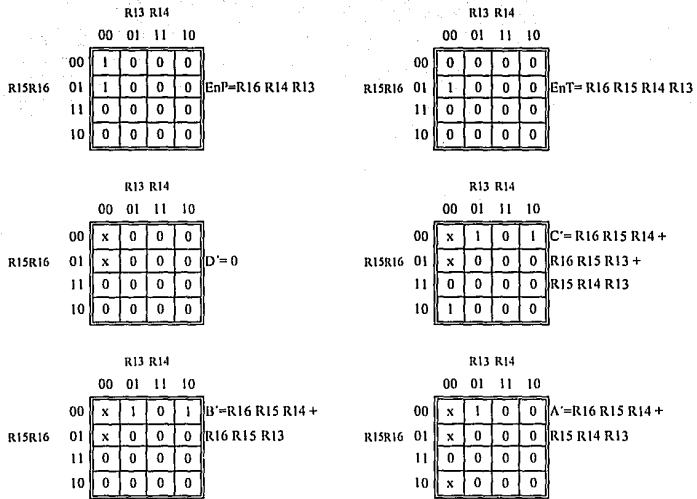 R13 R14
00 01 11 10
00 1 0 0 0
R15R16 01 1 0 0 0 EnP=R16 R14 R13
11 0 0 0 0
10 0 0 0 0
R13 R14
00 01 11 10
00 0 0 0 0
R15R16 01 1 0 0 0 EnT= R16 R15 R14 R13
11 0 0 0 0
10 0 0 0 0
R13 R14
00 01 11 10
00 x 0 0 0
R15R16 01 x 0 0 0 D'= 0
11 0 0 0 0
10 0 0 0 0
R13 R14
00 01 11 10
00 x 1 0 1 C'= R16 R15 R14 +
R15R16 01 x 0 0 0 R16 R15 R13 +
11 0 0 0 0 R15 R14 R13
10 1 0 0 0
R13 R14
00 01 11 10
00 x 1 0 1 B'=R16 R15 R14 +
R15R16 01 x 0 0 0 R16 R15 R13
11 0 0 0 0
10 0 0 0 0
R13 R14
00 01 11 10
00 x 1 0 0 A'=R16 R15 R14 +
R15R16 01 x 0 0 0 R15 R14 R13
11 0 0 0 0
10 x 0 0 0